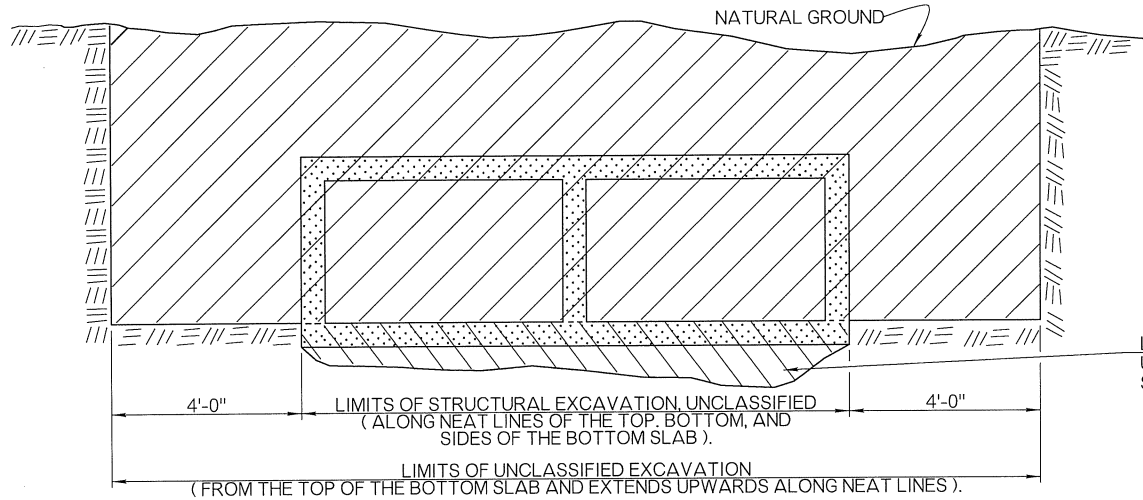 NATURAL GROUND
4'-0"
LIMITS OF STRUCTURAL EXCAVATION, UNCLASSIFIED
( ALONG NEAT LINES OF THE TOP. BOTTOM, AND
SIDES OF THE BOTTOM SLAB ).
4'-0"
LIMITS OF UNCLASSIFIED EXCAVATION
( FROM THE TOP OF THE BOTTOM SLAB AND EXTENDS UPWARDS ALONG NEAT LINES ).